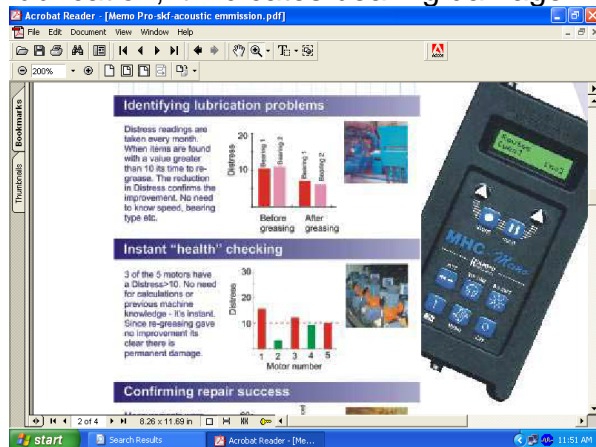 Acrobat Reader - [Memo Pro-skf-acoustic emmission.pdf]
File Edit Document View Window Help
200%
Adobe
Bookmarks
Thumbnails
Identifying lubrication problems
Distress readings are
taken every month.
When items are found
with a value greater
than 10 its time to re-
grease. The reduction
in Distress confirms the
improvement. No need
to know speed, bearing
type etc.
Distress
20
10
Bearing 1
Bearing 2
Bearing 1
Bearing 2
Before
greasing
After
greasing
Instant "health" checking
3 of the 5 motors have
a Distress>10. No need
for calculations or
previous machine
knowledge - it's instant.
Since re-greasing gave
no improvement its
clear there is
permanent damage.
Distress
30
20
10
1 2 3 4 5
Motor number
Confirming repair success
MHC-Memo
2 of 4
8.26 x 11.69 in
start
Search Results
Acrobat Reader - [Me...
11:51 AM